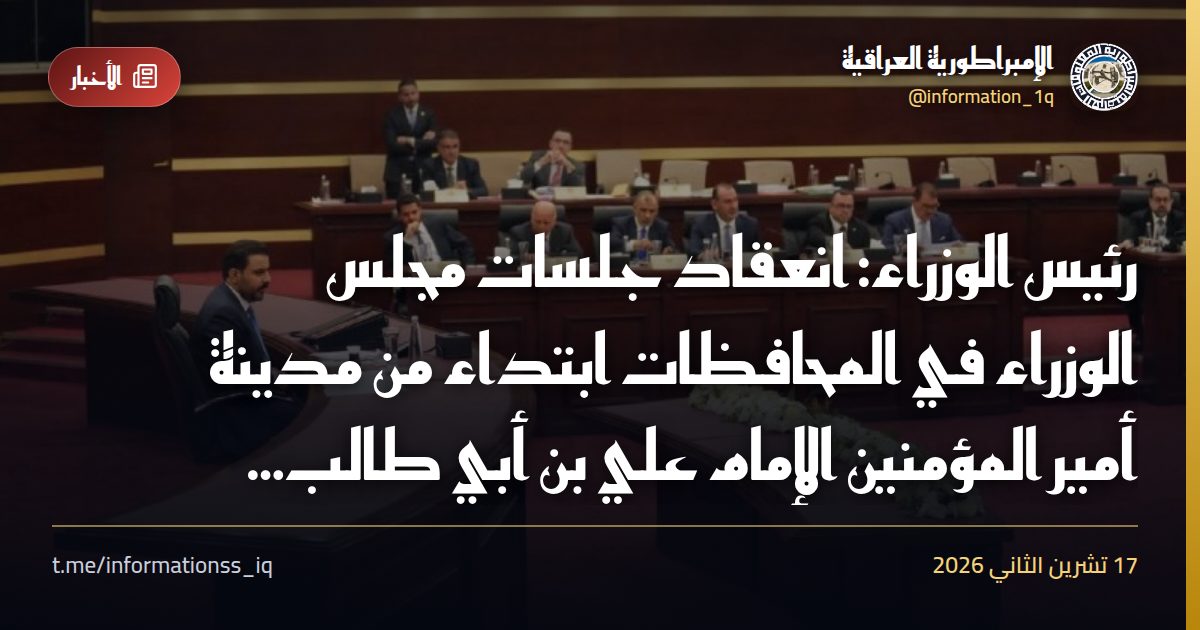 الإمبراطورية العراقية
@information_1q
الأخبار
رئيس الوزراء: انعقاد جلسات مجلس
الوزراء في المحافظات ابتداء من مدينة
أمير المؤمنين الإمام علي بن أبي طالب...
17 تشرين الثاني 2026
t.me/informationss_iq